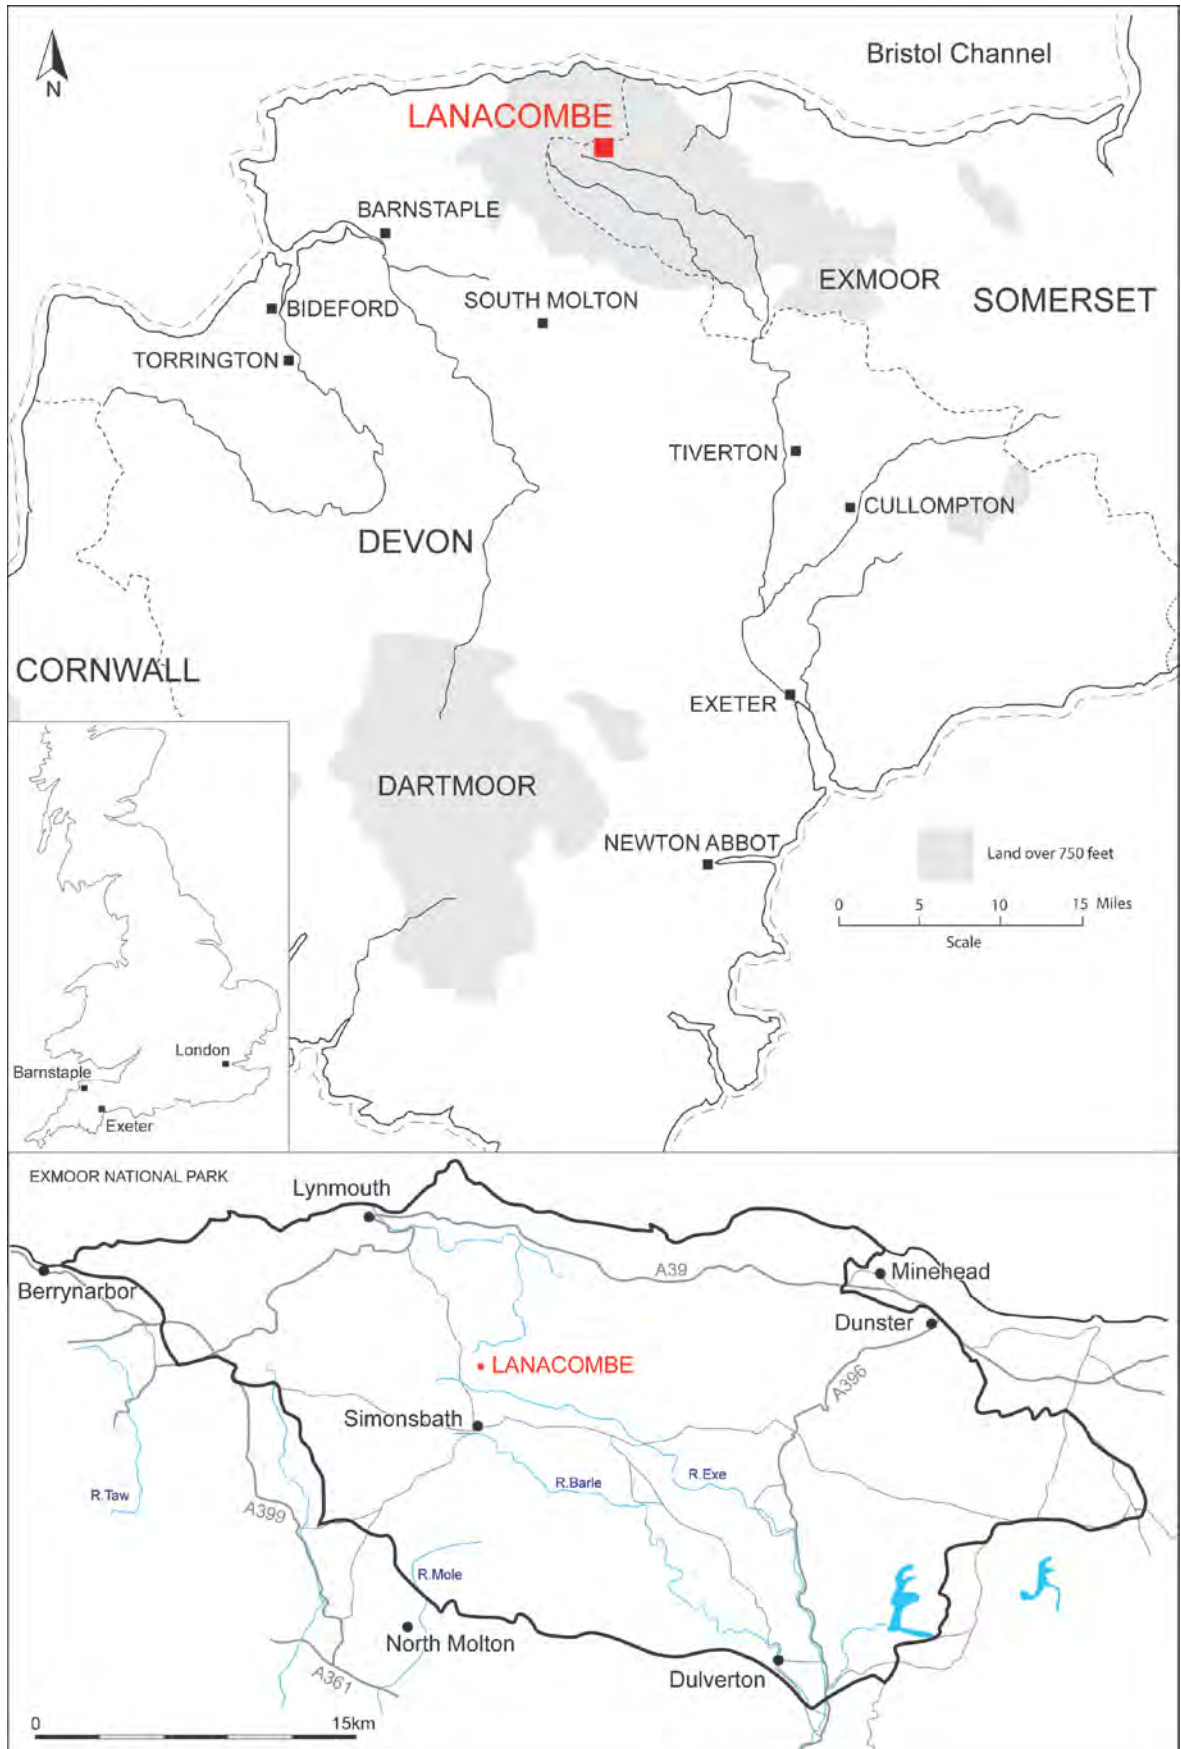 Bristol Channel
N
LANACOMBE
BARNSTAPLE
EXMOOR
SOMERSET
SOUTH MOLTON
BIDEFORD
TORRINGTON
TIVERTON
CULLOMPTON
DEVON
CORNWALL
EXETER
DARTMOOR
NEWTON ABBOT
Land over 750 feet
0 5 10 15 Miles
Scale
London
Barnstaple
Exeter
EXMOOR NATIONAL PARK
Lynmouth
A39
Minehead
Berrynarbor
Dunster
LANACOMBE
A396
Simonsbath
R.Taw
R.Barle
R.Exe
A399
R.Mole
North Molton
Dulverton
A361
0 15km